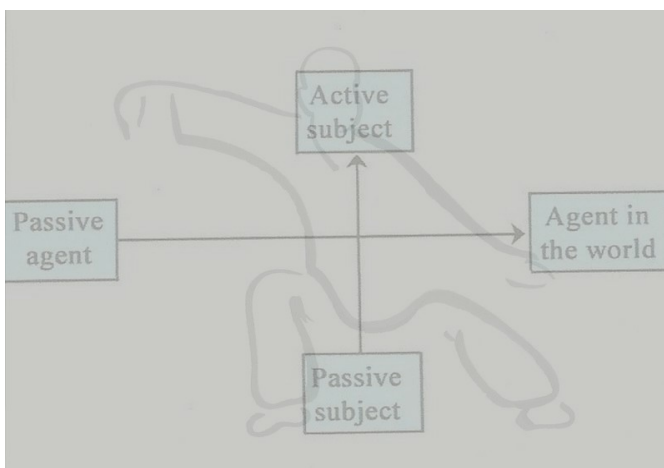 Active
subject
Passive
agent
Agent in
the world
Passive
subject